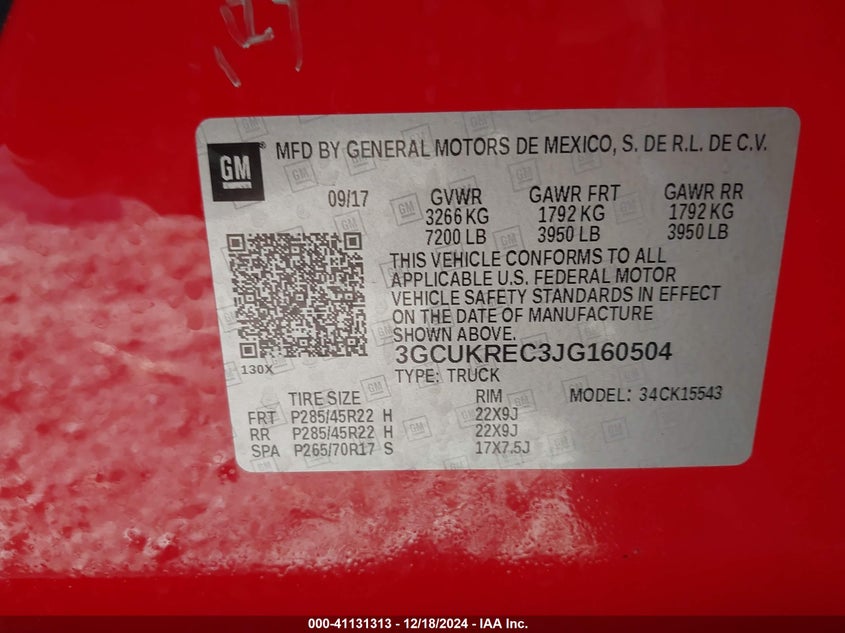 GM
MFD BY GENERAL MOTORS DE MEXICO, S. DE R.L. DE C.V.
09/17 GVWR GAWR FRT GAWR RR
3266 KG 1792 KG 1792 KG
7200 LB 3950 LB 3950 LB
THIS VEHICLE CONFORMS TO ALL
APPLICABLE U.S. FEDERAL MOTOR
VEHICLE SAFETY STANDARDS IN EFFECT
ON THE DATE OF MANUFACTURE
SHOWN ABOVE.
3GCUKREC3JG160504
130X
TYPE: TRUCK
TIRE SIZE RIM MODEL: 34CK15543
FRT P285/45R22 H 22X9J
RR P285/45R22 H 22X9J
SPA P265/70R17 S 17X7.5J
000-41131313 - 12/18/2024 - IAA Inc.